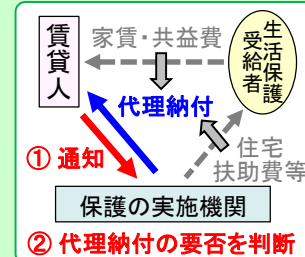 賃貸人
家賃・共益費
生活保護
受給者
代理納付
① 通知
住宅
扶助費等
保護の実施機関
② 代理納付の要否を判断